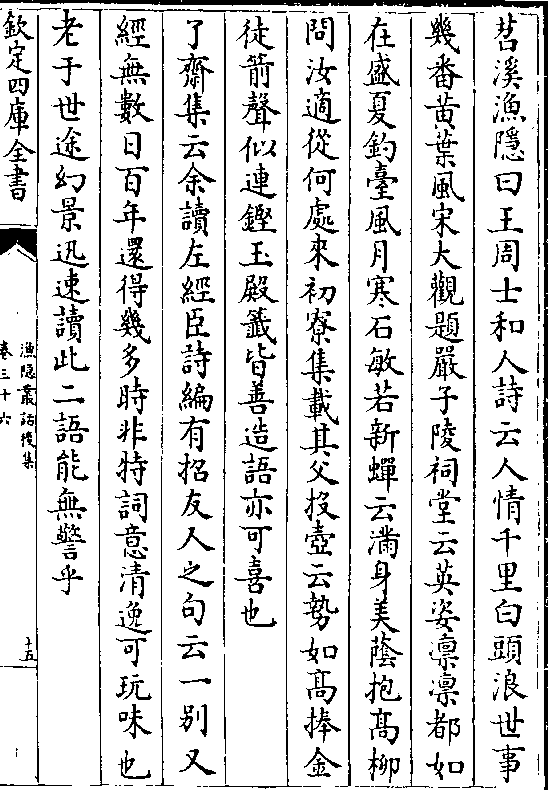 苕溪漁隱曰王周士和人詩云人情千里白頭浪世事
幾番黄葉風宋大觀題嚴子陵祠堂云英姿凛凛都如
在盛夏釣臺風月寒石敏若新蟬云滿身美蔭抱髙柳
問汝適從何處來初寮集載其父投壺云勢如髙捧金
徒箭聲似連鏗玉殿籤皆善造語亦可喜也
了齋集云余讀左經臣詩編有招友人之句云一别又
經無數日百年還得幾多時非特詞意清逸可玩味也
老于世途幻景迅速讀此二語能無警乎
欽定四庫全書
漁隱叢話後集
卷三十六
十五